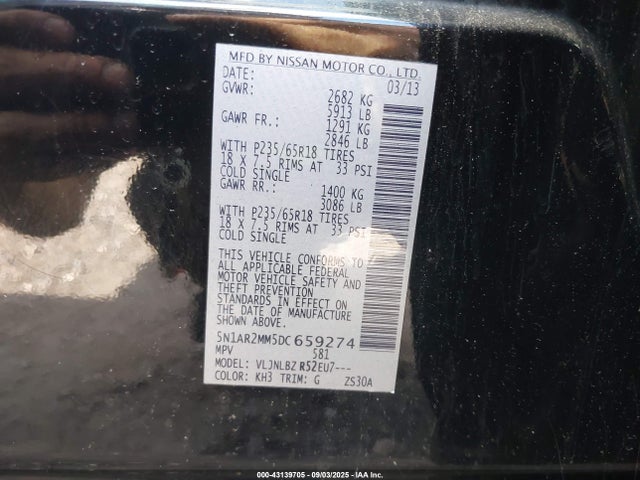 MFD BY NISSAN MOTOR CO., LTD.
DATE: 03/13
GVWR: 2682 KG
5913 LB
GAWR FR.: 1291 KG
2846 LB
WITH P235/65R18 TIRES
18 X 7.5 RIMS AT 33 PSI
COLD SINGLE
GAWR RR.: 1400 KG
3086 LB
WITH P235/65R18 TIRES
18 X 7.5 RIMS AT 33 PSI
COLD SINGLE
THIS VEHICLE CONFORMS TO
ALL APPLICABLE FEDERAL
MOTOR VEHICLE SAFETY AND
THEFT PREVENTION
STANDARDS IN EFFECT ON
THE DATE OF MANUFACTURE
SHOWN ABOVE.
5N1AR2MM5DC659274
MPV 581
MODEL: VLJNLBZ R52EU7---
COLOR: KH3 TRIM: G ZS30A
000-43139705 - 09/03/2025 - IAA Inc.